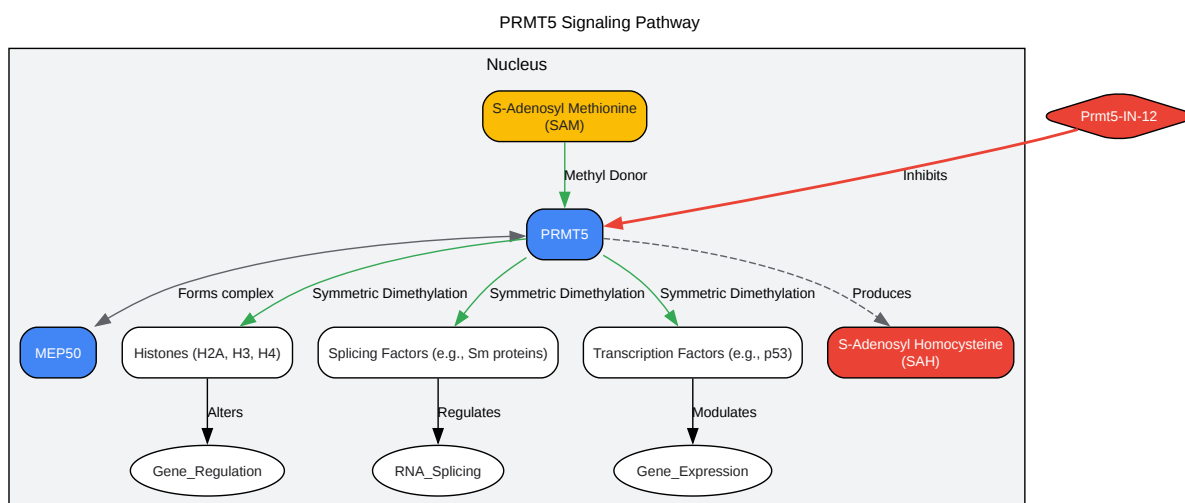 PRMT5 Signaling Pathway
Nucleus
S-Adenosyl Methionine
(SAM)
Prmt5-IN-12
Methyl Donor
Inhibits
PRMT5
Forms complex
Symmetric Dimethylation
Symmetric Dimethylation
Symmetric Dimethylation
Produces
MEP50
Histones (H2A, H3, H4)
Splicing Factors (e.g., Sm proteins)
Transcription Factors (e.g., p53)
S-Adenosyl Homocysteine
(SAH)
Alters
Regulates
Modulates
Gene_Regulation
RNA_Splicing
Gene_Expression